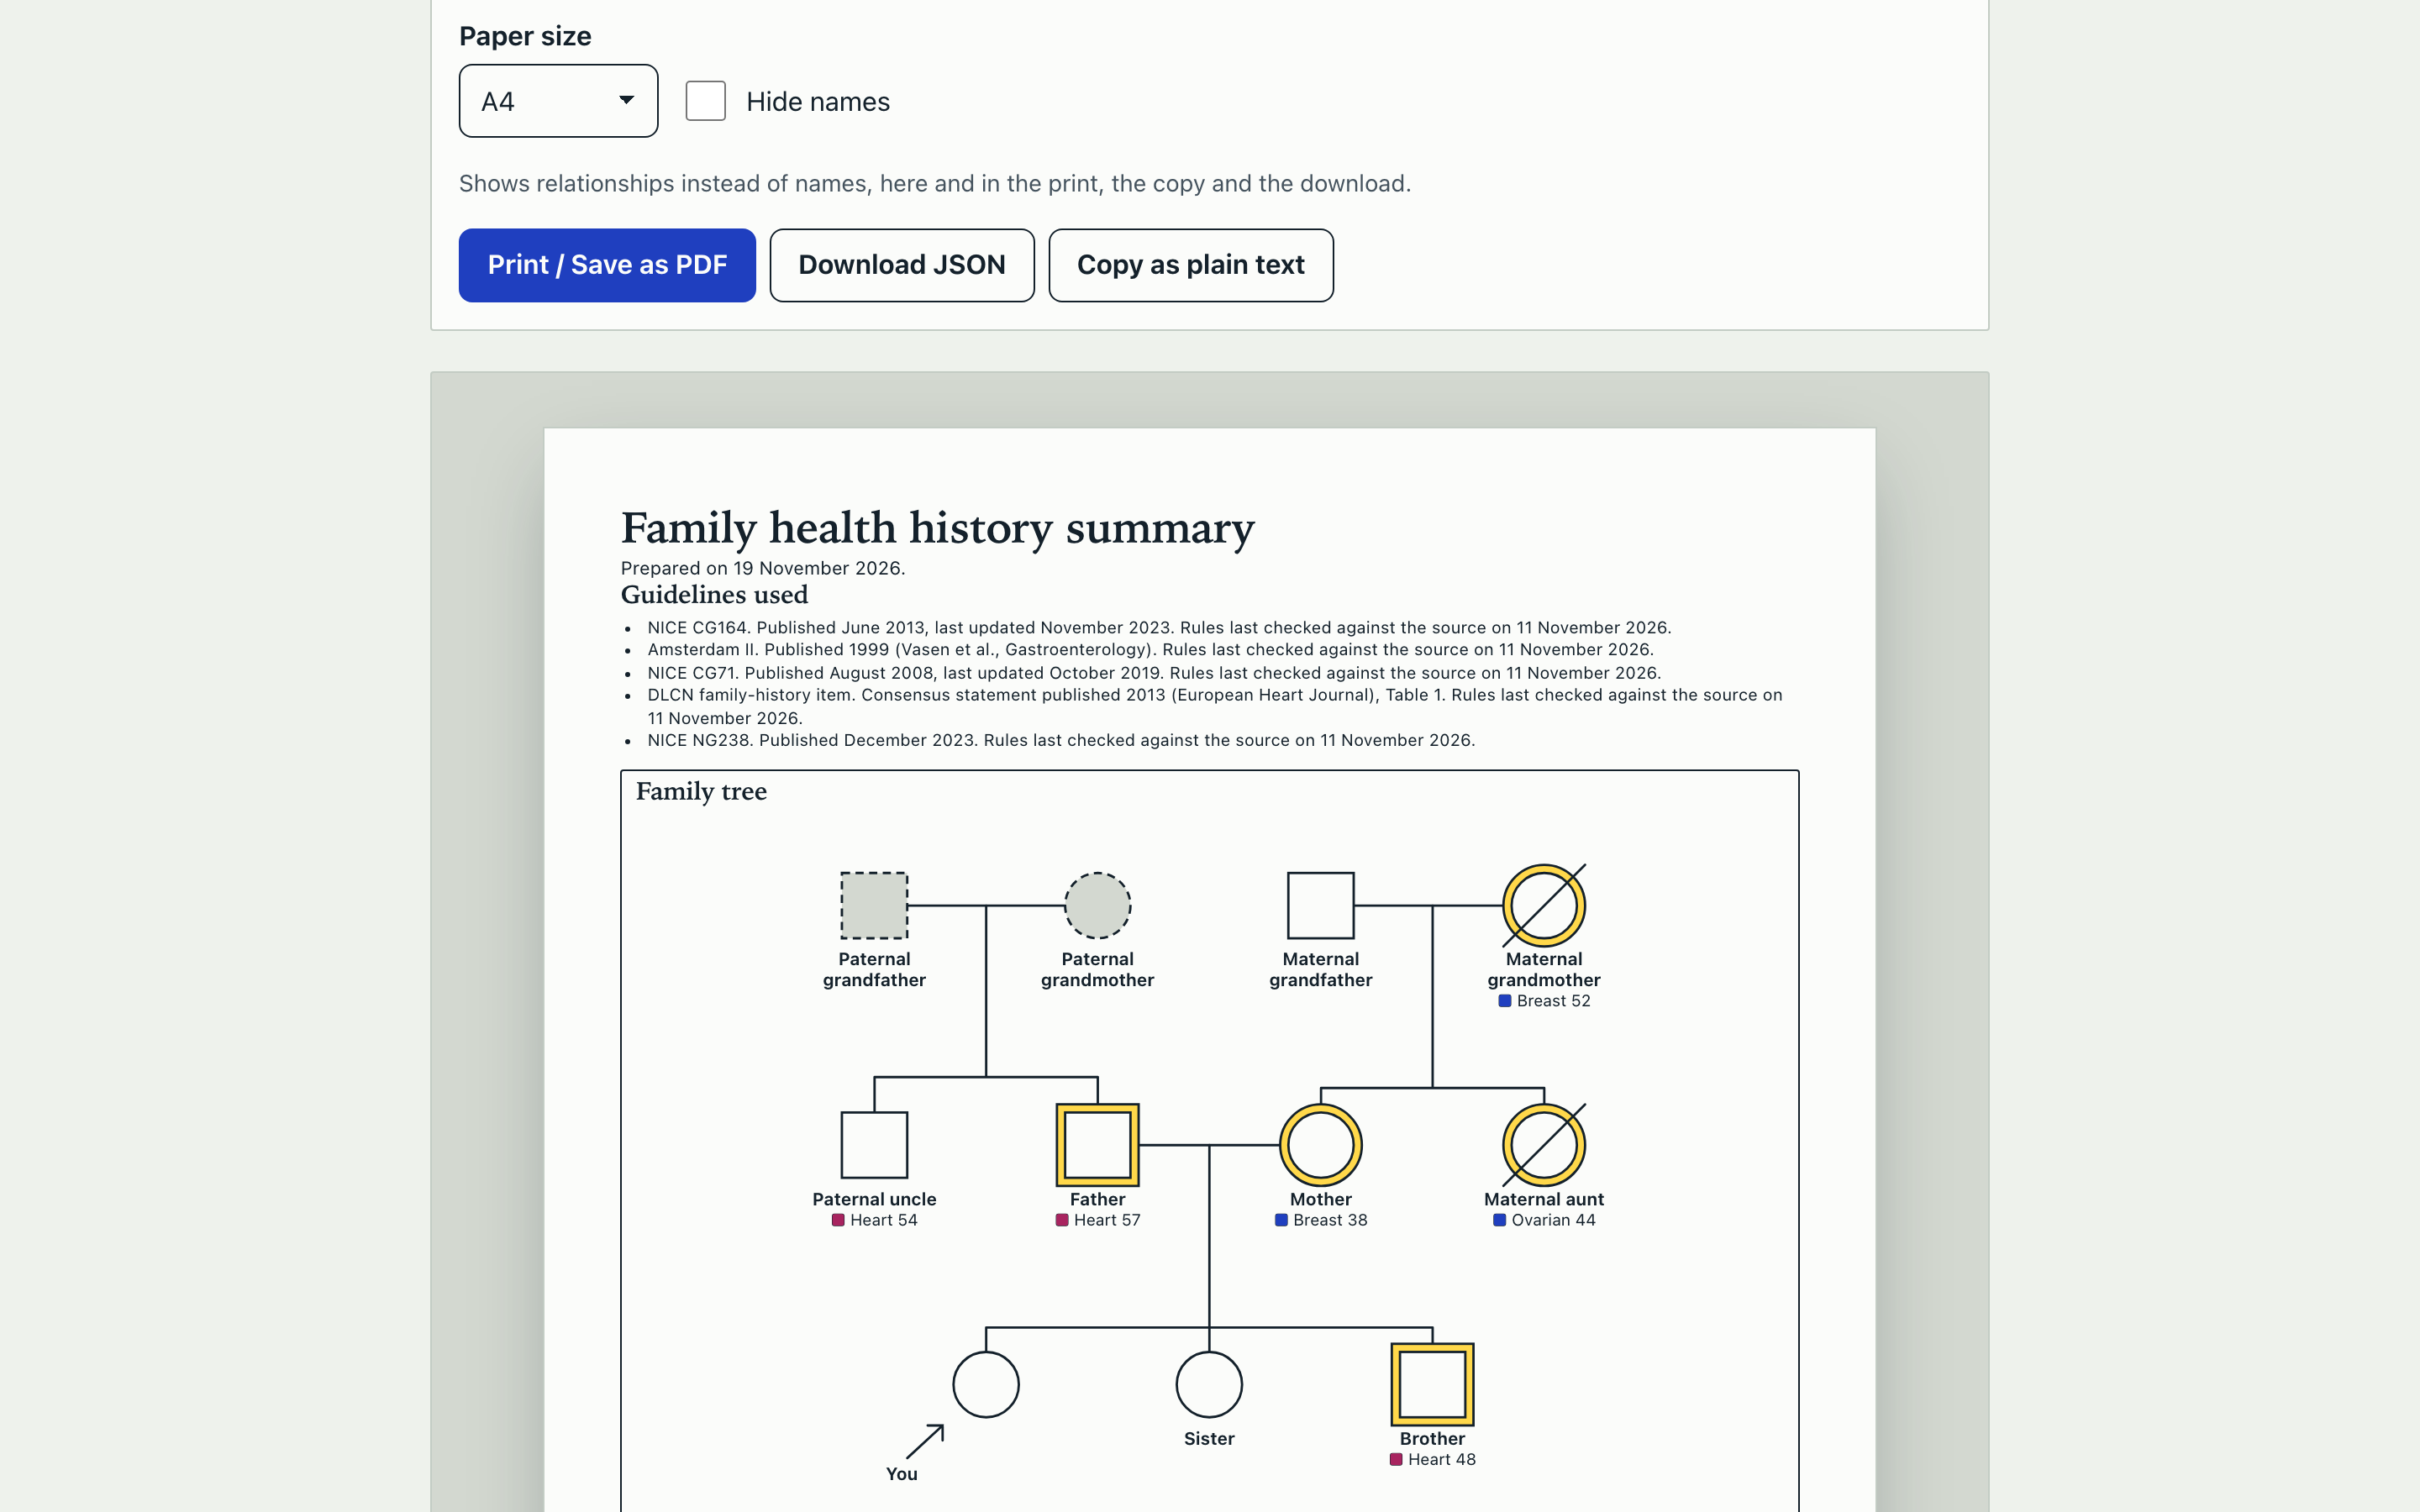 Paper size
A4
Hide names
Shows relationships instead of names, here and in the print, the copy and the download.
Print / Save as PDF
Download JSON
Copy as plain text
Family health history summary
Prepared on 19 November 2026.
Guidelines used
• NICE CG164. Published June 2013, last updated November 2023. Rules last checked against the source on 11 November 2026.
• Amsterdam II. Published 1999 (Vasen et al., Gastroenterology). Rules last checked against the source on 11 November 2026.
• NICE CG71. Published August 2008, last updated October 2019. Rules last checked against the source on 11 November 2026.
• DLCN family-history item. Consensus statement published 2013 (European Heart Journal), Table 1. Rules last checked against the source on
11 November 2026.
• NICE NG238. Published December 2023. Rules last checked against the source on 11 November 2026.
Family tree
Paternal
grandfather
Paternal
grandmother
Maternal
grandfather
Maternal
grandmother
Breast 52
Paternal uncle
Heart 54
Father
Heart 57
Mother
Breast 38
Maternal aunt
Ovarian 44
You
Sister
Brother
Heart 48